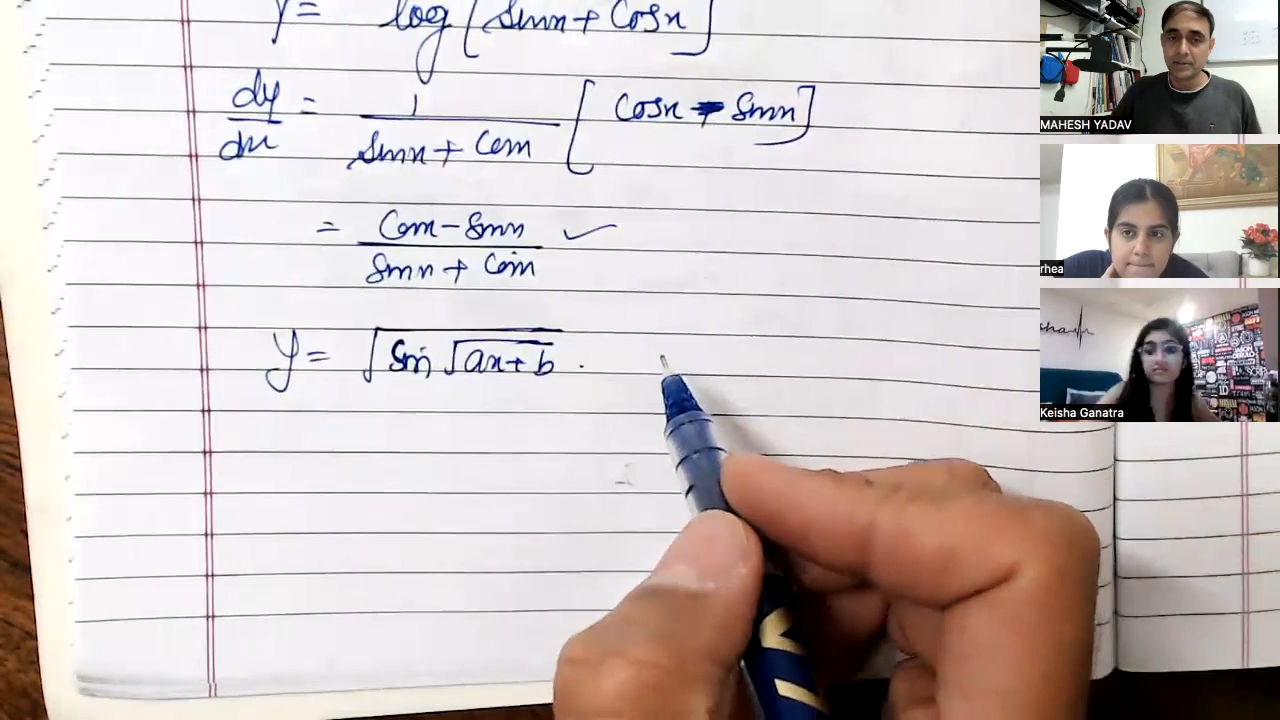 y = log [ Sinx + Cosx ]
dy/dx = 1/(Sinx + Cosx) [ Cosx - Sinx ]
= (Cosx - Sinx)/(Sinx + Cosx) ✓
y = √(Sin √(ax+b)) .
MAHESH YADAV
rhea
Keisha Ganatra